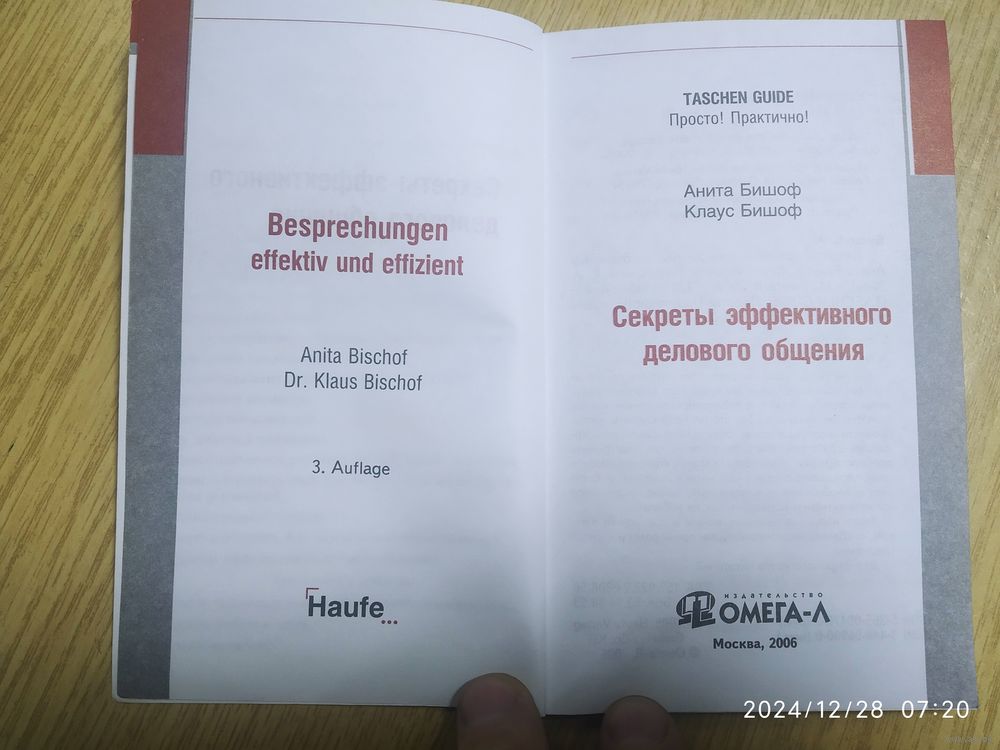 Besprechungen
effektiv und effizient
Anita Bischof
Dr. Klaus Bischof
3. Auflage
Haufe...
TASCHEN GUIDE
Просто! Практично!
Анита Бишоф
Клаус Бишоф
Секреты эффективного
делового общения
издательство
ОМЕГА-Л
Москва, 2006
2024/12/28 07:20